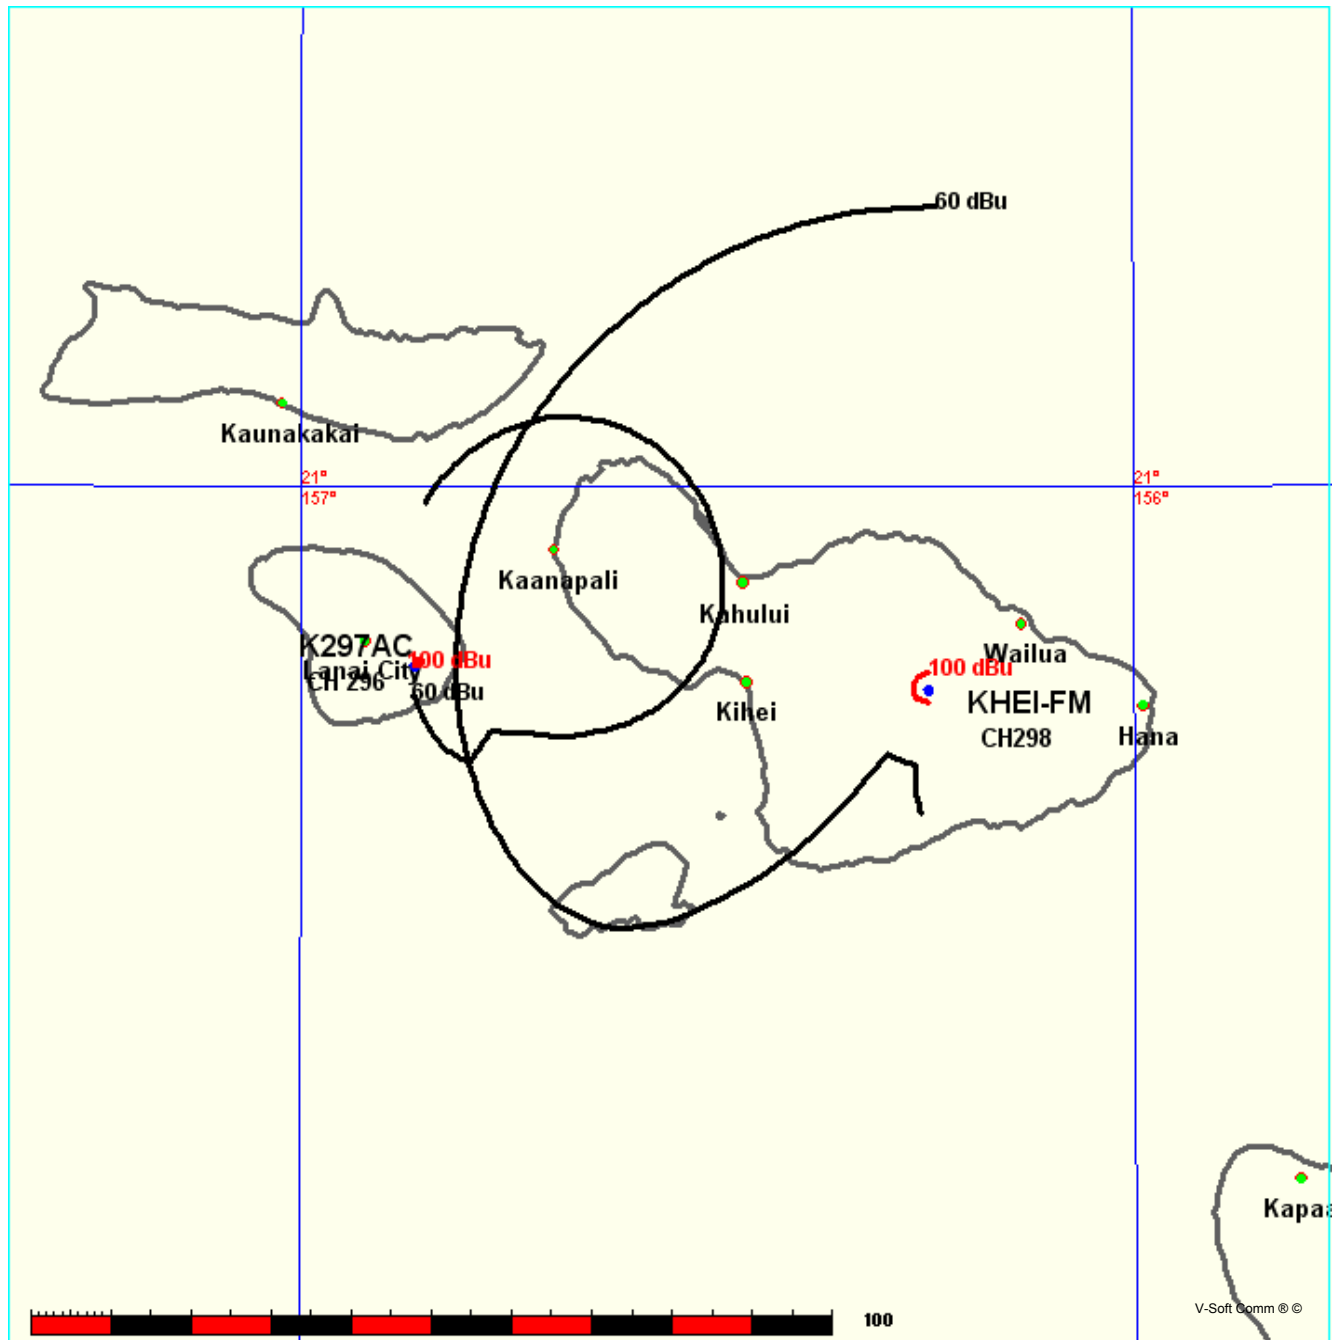 60 dBu
Kaunakakai
21°
157°
21°
156°
Kaanapali
Kahului
K297AC
Lanai City
CH 296
100 dBu
60 dBu
Wailua
100 dBu
KHEI-FM
CH298
Kihei
Hana
Kapaa
V-Soft Comm ® ©
100